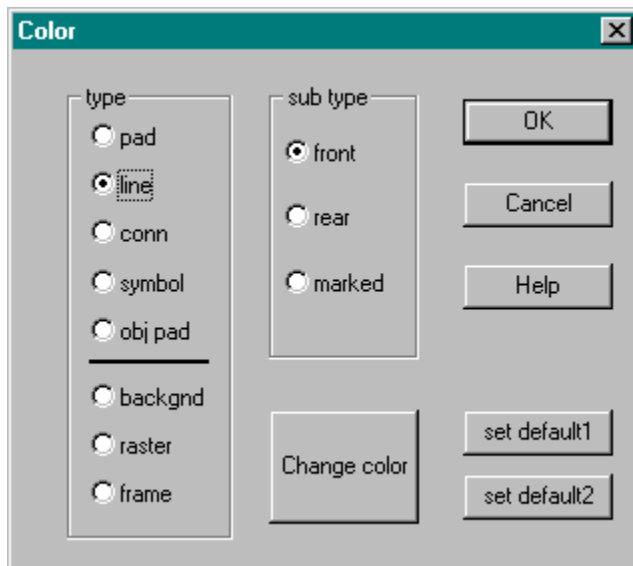 Color
type
pad
line
conn
symbol
obj pad
backgnd
raster
frame
sub type
front
rear
marked
Change color
OK
Cancel
Help
set default1
set default2